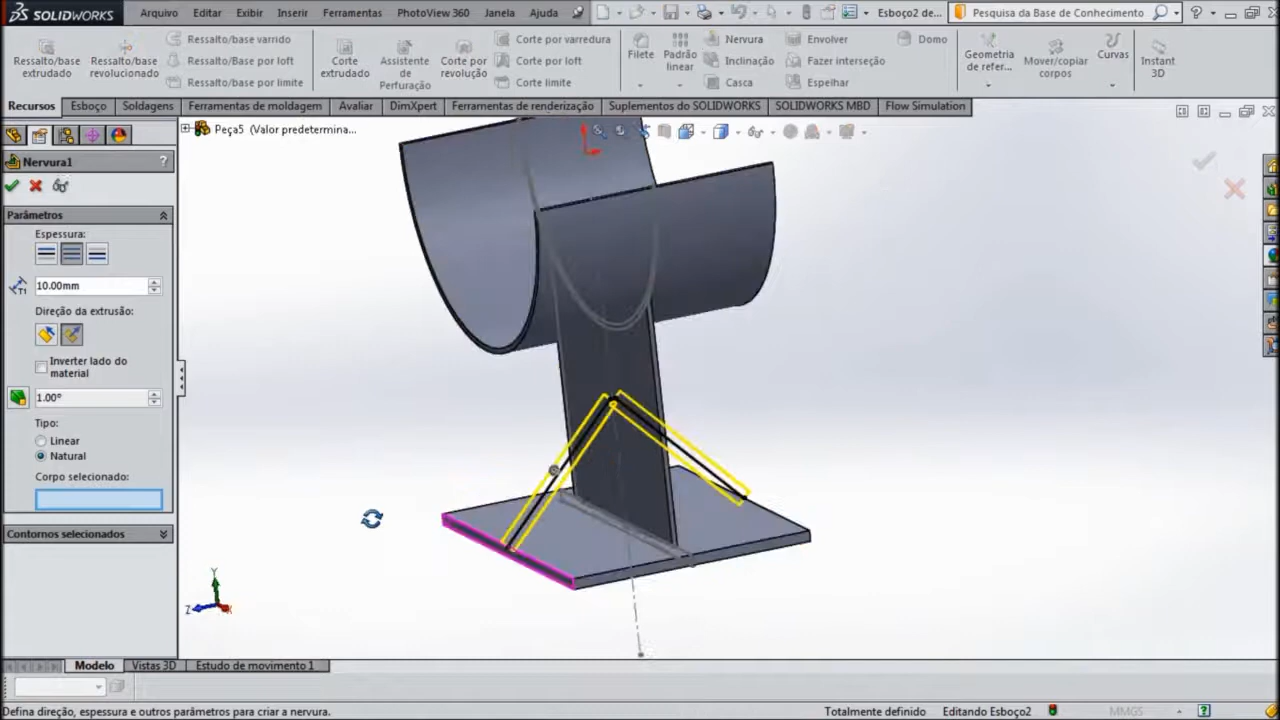 SOLIDWORKS Arquivo Editar Exibir Inserir Ferramentas PhotoView 360 Janela Ajuda Esboço2 de... Pesquisa da Base de Conhecimento
Ressalto/base extrudado
Ressalto/base revolucionado
Ressalto/base varrido
Ressalto/base por loft
Ressalto/base por limite
Corte extrudado
Assistente de Perfuração
Corte por revolução
Corte por varredura
Corte por loft
Corte limite
Filete
Padrão linear
Nervura
Inclinação
Casca
Envolver
Fazer interseção
Espelhar
Domo
Geometria de refer...
Mover/copiar corpos
Curvas
Instant 3D
Recursos Esboço Soldagens Ferramentas de moldagem Avaliar DimXpert Ferramentas de renderização Suplementos do SOLIDWORKS SOLIDWORKS MBD Flow Simulation
Peça5 (Valor predetermina...
Nervura1 ?
Parâmetros
Espessura:
T1 10.00mm
Direção da extrusão:
Inverter lado do
material
1.00°
Tipo:
Linear
Natural
Corpo selecionado:
Contornos selecionados
Y
Z X
Modelo Vistas 3D Estudo de movimento 1
Defina direção, espessura e outros parâmetros para criar a nervura. Totalmente definido Editando Esboço2 MMGS ?